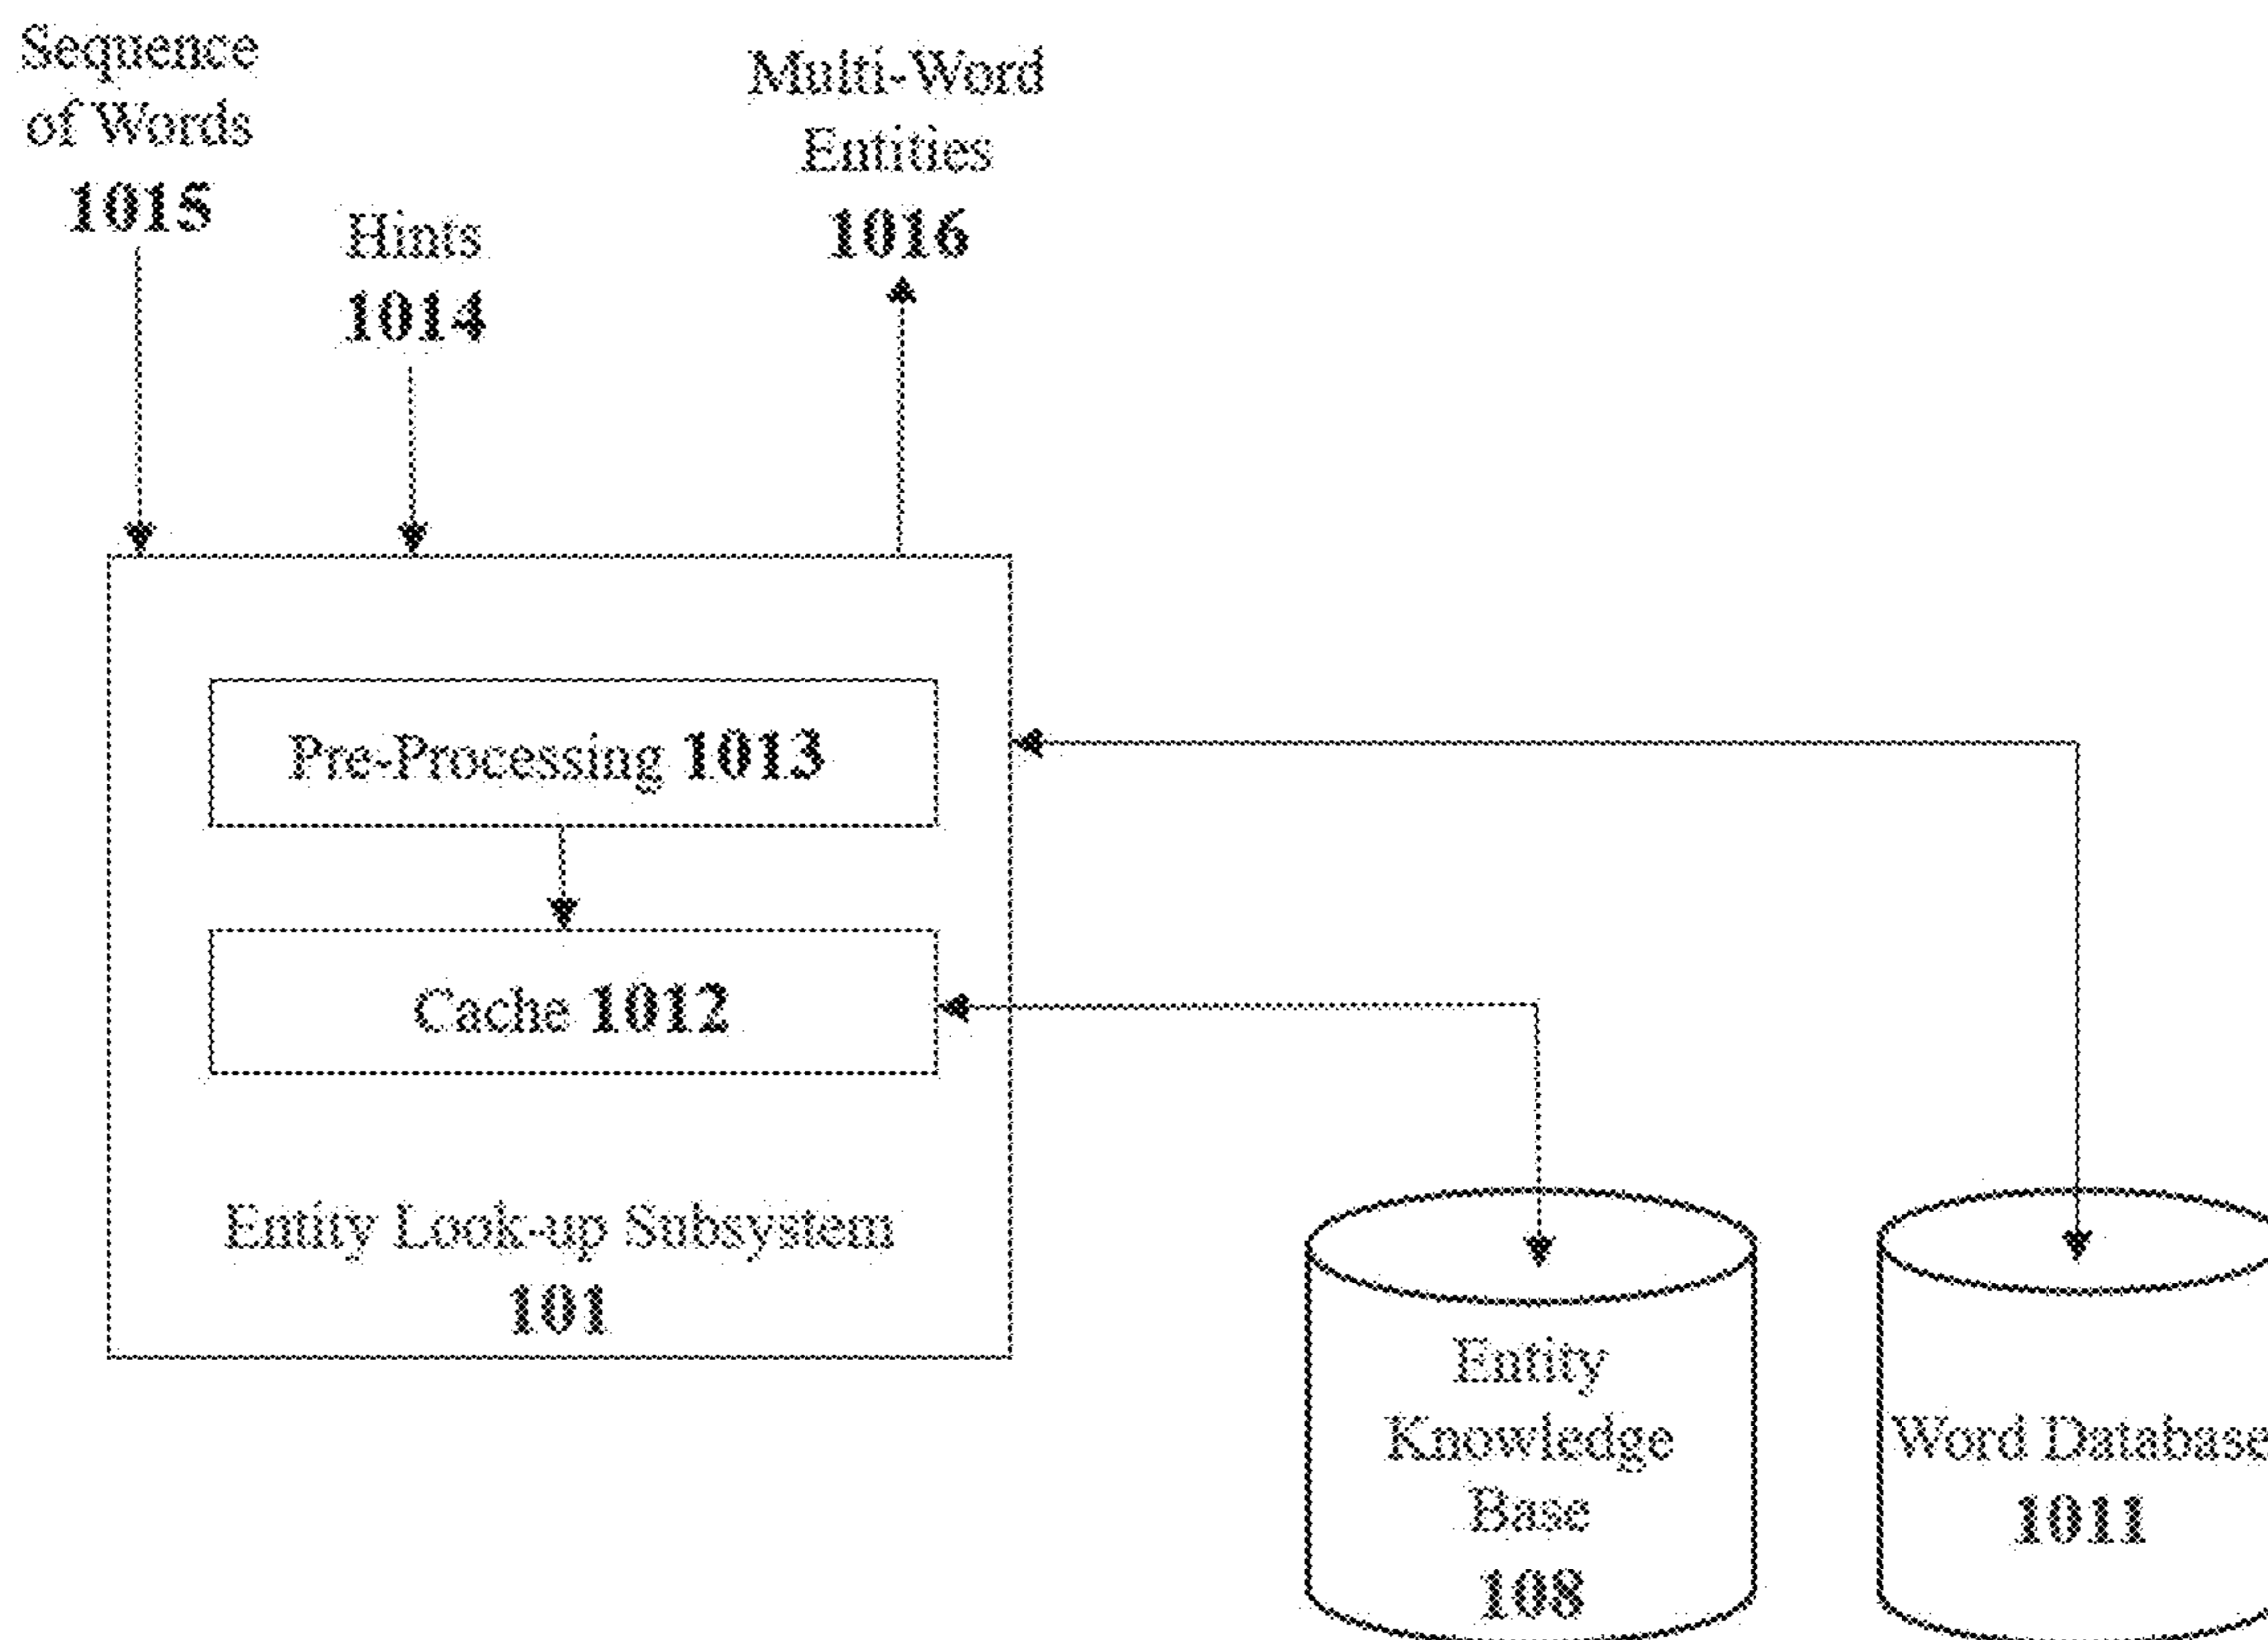 Sequence
of Words
1015
Hints
1014
Multi-Word
Entities
1016
Pre-Processing 1013
Cache 1012
Entity Look-up Subsystem
101
Entity
Knowledge
Base
108
Word Database
1011